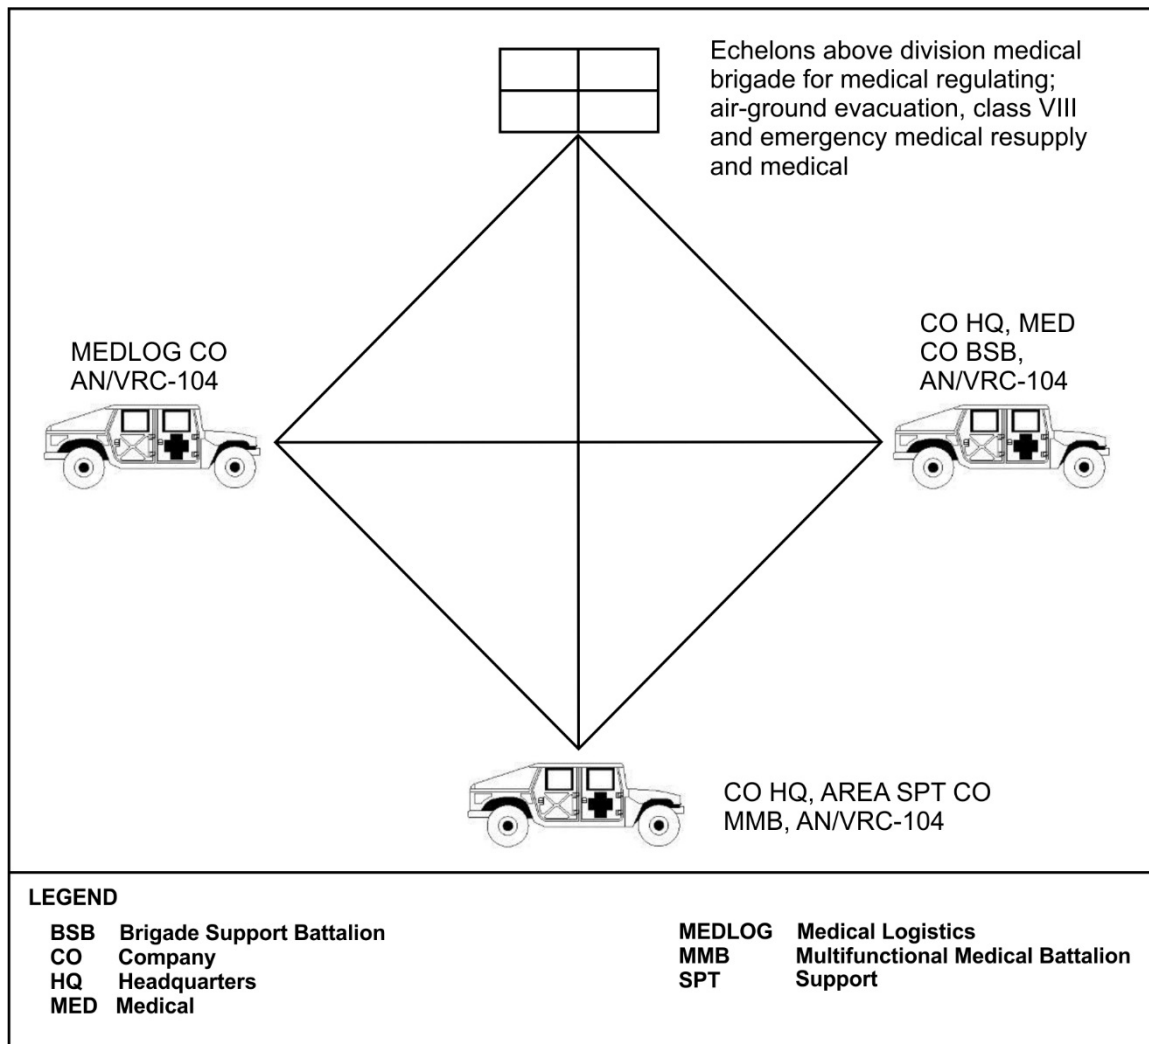 Echelons above division medical
brigade for medical regulating;
air-ground evacuation, class VIII
and emergency medical resupply
and medical
MEDLOG CO
AN/VRC-104
CO HQ, MED
CO BSB,
AN/VRC-104
CO HQ, AREA SPT CO
MMB, AN/VRC-104
LEGEND
BSB Brigade Support Battalion
CO Company
HQ Headquarters
MED Medical
MEDLOG Medical Logistics
MMB Multifunctional Medical Battalion
SPT Support